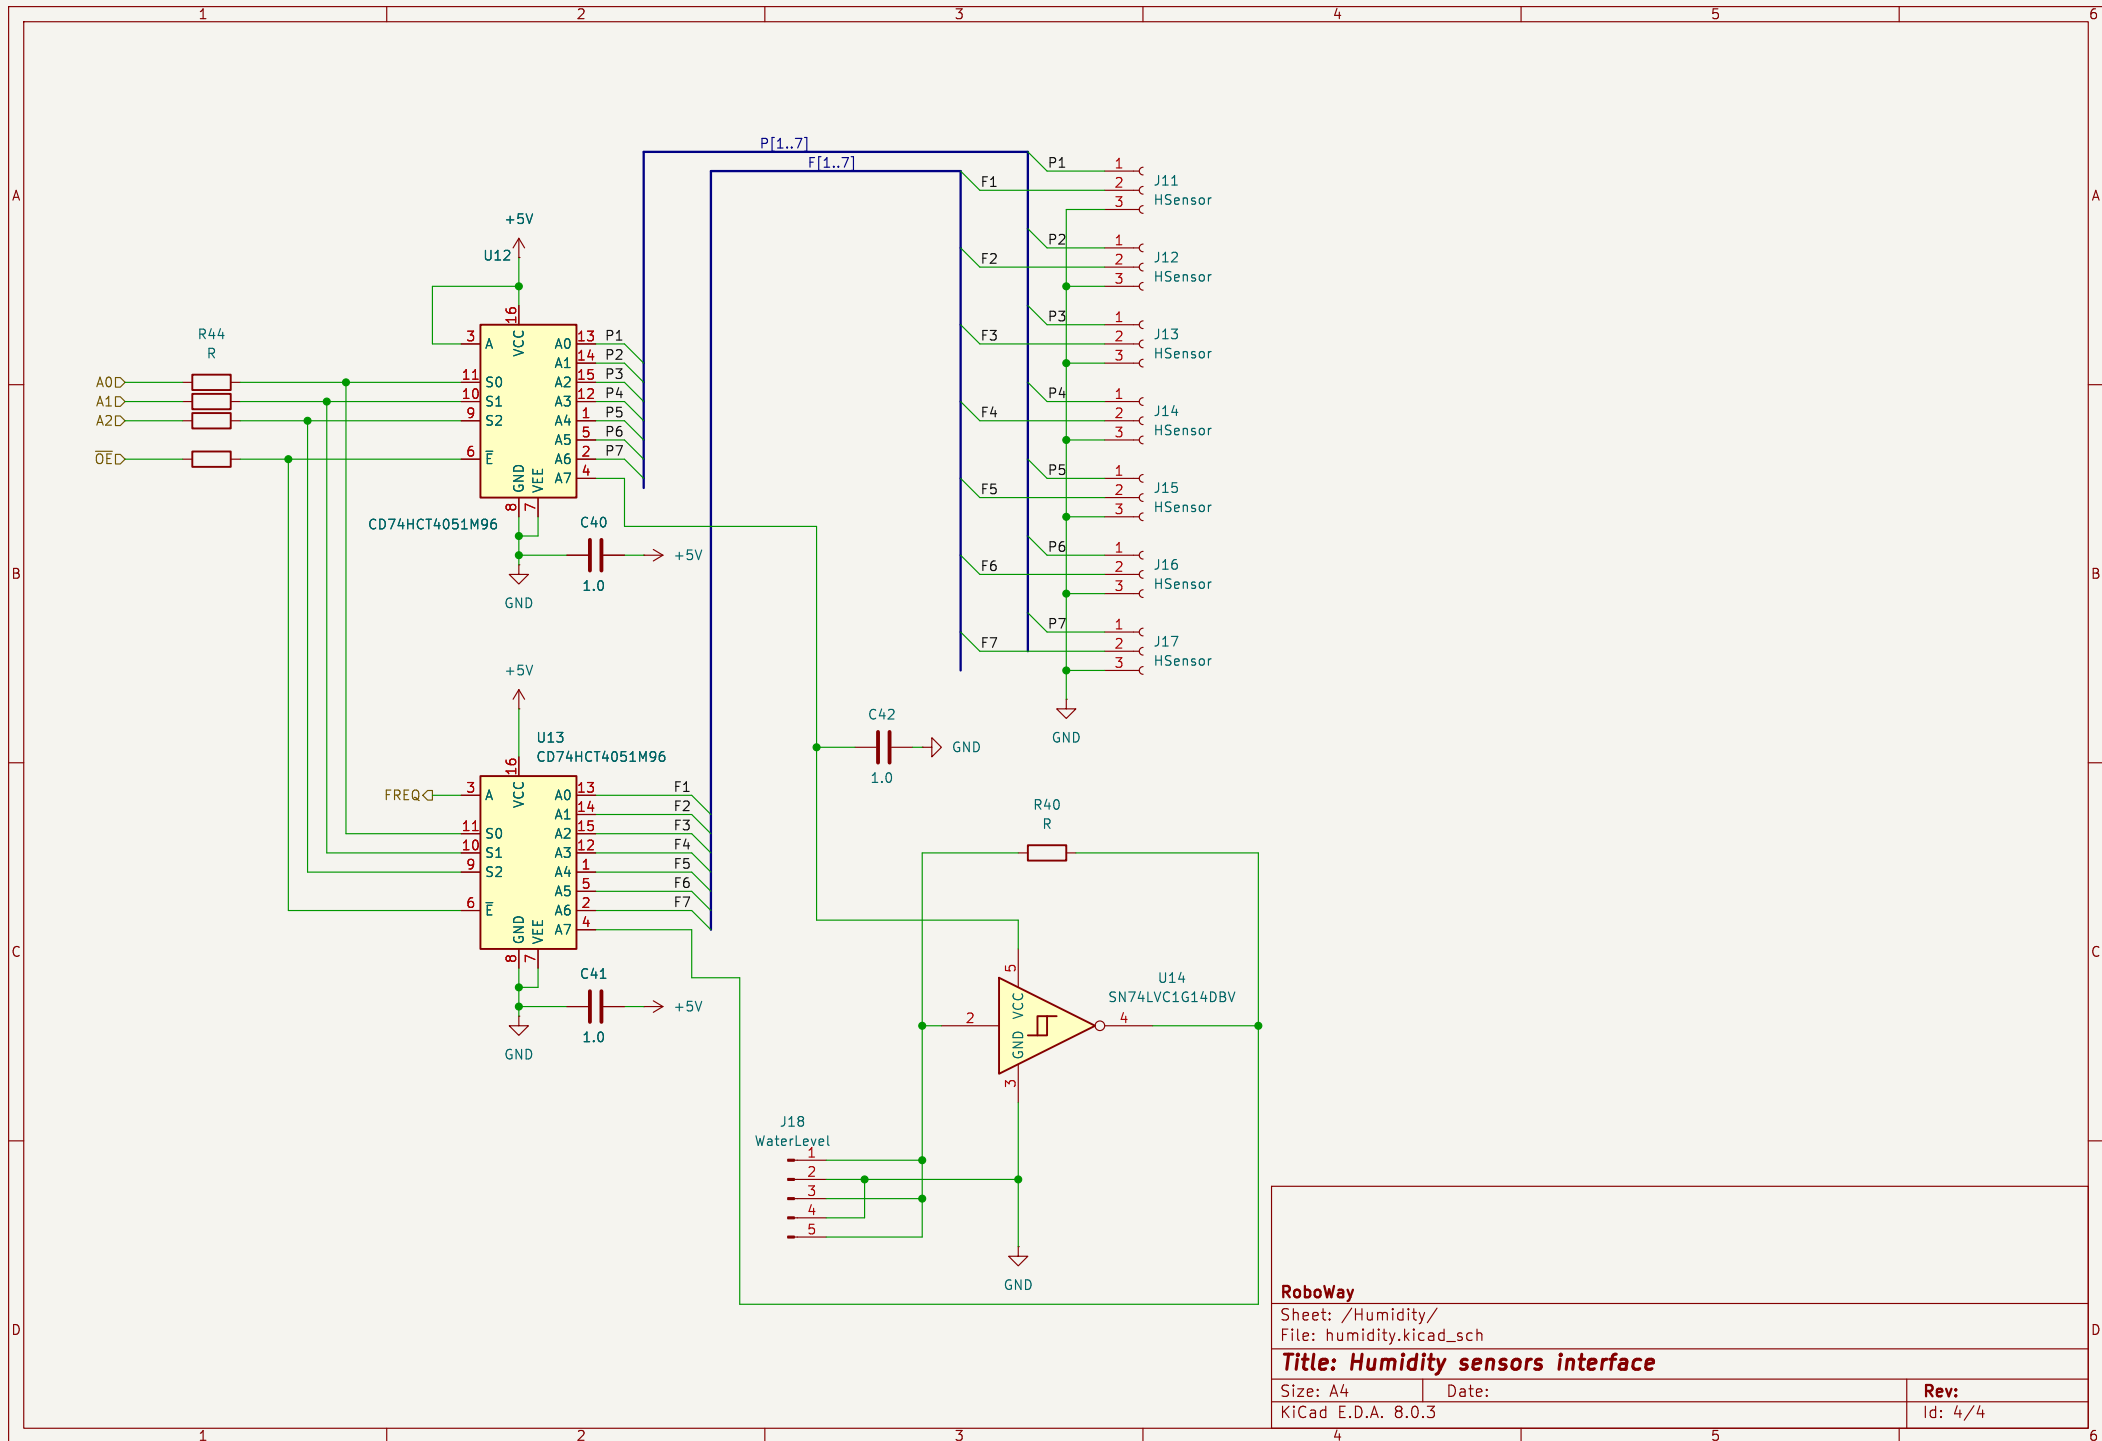 1 2 3 4 5 6
A
B
C
D
A
B
C
D
1 2 3 4 5 6
P[1..7]
F[1..7]
+5V
U12
16
3 A VCC A0 13 P1
A1 14 P2
11 S0 A2 15 P3
10 S1 A3 12 P4
9 S2 A4 1 P5
A5 5 P6
6 E A6 2 P7
GND VEE A7 4
8 7
CD74HCT4051M96
C40
1.0
+5V
GND
R44
R
A0
A1
A2
OE
P1 1
F1 2
3
J11
HSensor
P2 1
F2 2
3
J12
HSensor
P3 1
F3 2
3
J13
HSensor
P4 1
F4 2
3
J14
HSensor
P5 1
F5 2
3
J15
HSensor
P6 1
F6 2
3
J16
HSensor
P7 1
F7 2
3
J17
HSensor
GND
+5V
U13
CD74HCT4051M96
16
FREQ 3 A VCC A0 13 F1
A1 14 F2
11 S0 A2 15 F3
10 S1 A3 12 F4
9 S2 A4 1 F5
A5 5 F6
6 E A6 2 F7
GND VEE A7 4
8 7
C41
1.0
+5V
GND
C42
1.0
GND
R40
R
U14
SN74LVC1G14DBV
5
VCC
2
4
GND
3
J18
WaterLevel
1
2
3
4
5
GND
RoboWay
Sheet: /Humidity/
File: humidity.kicad_sch
Title: Humidity sensors interface
Size: A4 Date: Rev:
KiCad E.D.A. 8.0.3 Id: 4/4